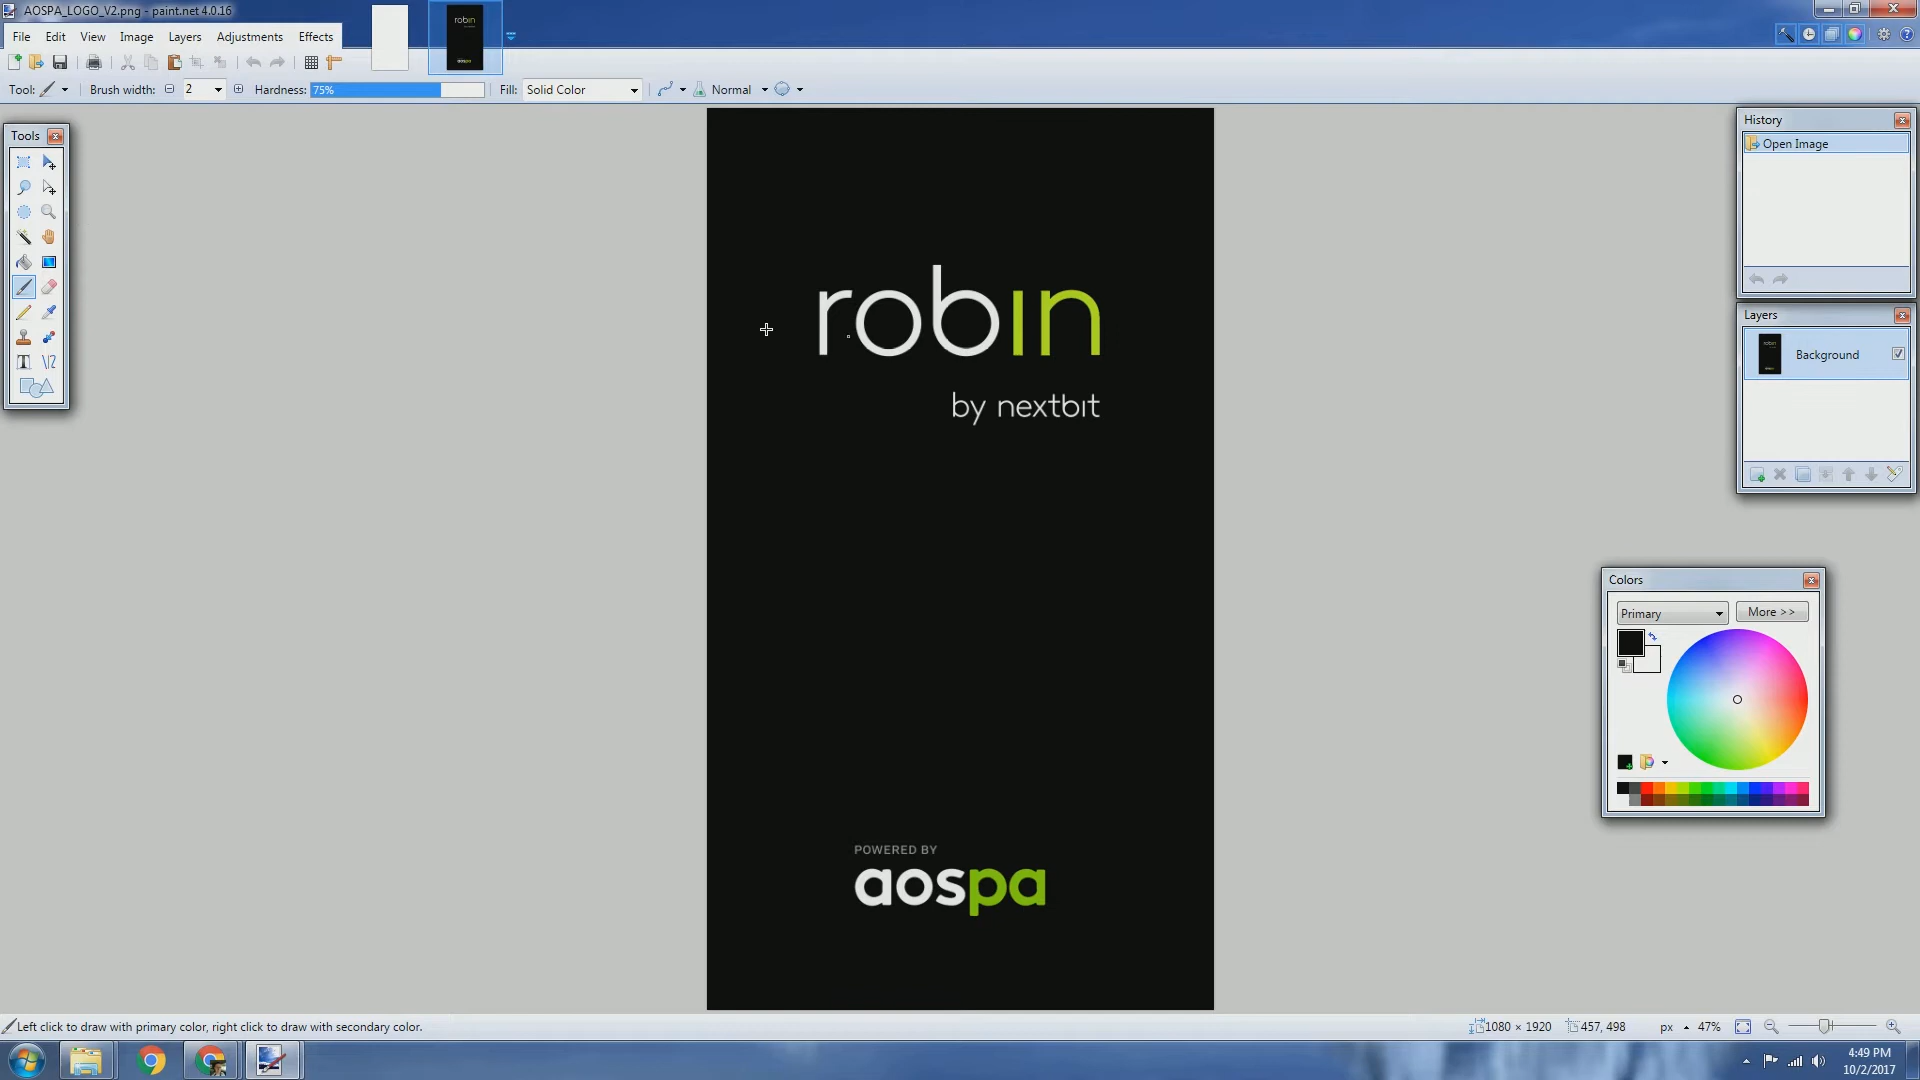 AOSPA_LOGO_V2.png - paint.net 4.0.16
File Edit View Image Layers Adjustments Effects
Tool: Brush width: 2 Hardness: 75% Fill: Solid Color Normal
Tools
robın
by nextbıt
POWERED BY
aospa
History
Open Image
Layers
Background
Colors
Primary More >>
Left click to draw with primary color, right click to draw with secondary color.
1080 × 1920 457, 498 px 47%
4:49 PM
10/2/2017